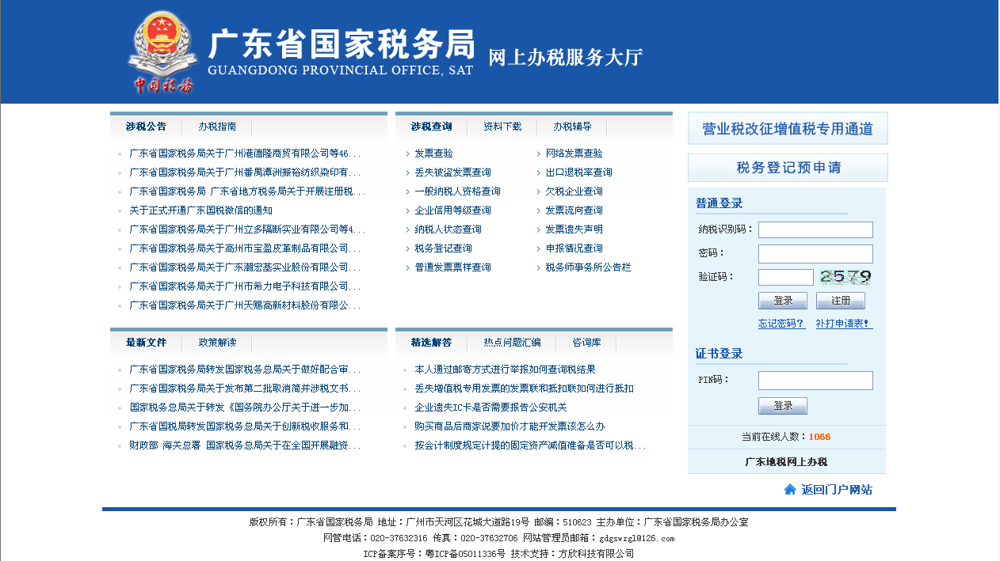 广东省国家税务局 网上办税服务大厅
GUANGDONG PROVINCIAL OFFICE, SAT
中国税务
涉税公告 办税指南
广东省国家税务局关于广州港德隆商贸有限公司等46...
广东省国家税务局关于广州番禺潭洲振裕纺织染印有...
广东省国家税务局 广东省地方税务局关于开展注册税...
关于正式开通广东国税微信的通知
广东省国家税务局关于广州立多隔断实业有限公司等4...
广东省国家税务局关于高州市宝盈皮革制品有限公司...
广东省国家税务局关于广东潮宏基实业股份有限公司...
广东省国家税务局关于广州市希力电子科技有限公司...
广东省国家税务局关于广州天赐高新材料股份有限公...
涉税查询 资料下载 办税辅导
发票查验 网络发票查验
丢失被盗发票查询 出口退税率查询
一般纳税人资格查询 欠税企业查询
企业信用等级查询 发票流向查询
纳税人状态查询 发票遗失声明
税务登记查询 申报情况查询
普通发票票样查询 税务师事务所公告栏
最新文件 政策解读
广东省国家税务局转发国家税务总局关于做好配合审...
广东省国家税务局关于发布第二批取消简并涉税文书...
国家税务总局关于转发《国务院办公厅关于进一步加...
广东省国税局转发国家税务总局关于创新税收服务和...
财政部 海关总署 国家税务总局关于在全国开展融资...
精选解答 热点问题汇编 咨询库
本人通过邮寄方式进行举报如何查询税结果
丢失增值税专用发票的发票联和抵扣联如何进行抵扣
企业遗失IC卡是否需要报告公安机关
购买商品后商家说要加价才能开发票该怎么办
按会计制度规定计提的固定资产减值准备是否可以税...
营业税改征增值税专用通道
税务登记预申请
普通登录
纳税识别码：
密码：
验证码： 2579
登录 注册
忘记密码？ 补打申请表！
证书登录
PIN码：
登录
当前在线人数：1066
广东地税网上办税
返回门户网站
版权所有：广东省国家税务局 地址：广州市天河区花城大道路19号 邮编：510623 主办单位：广东省国家税务局办公室
网管电话：020-37632316 传真：020-37632706 网站管理员邮箱：gdgswzgl@126.com
ICP备案序号：粤ICP备05011336号 技术支持：方欣科技有限公司